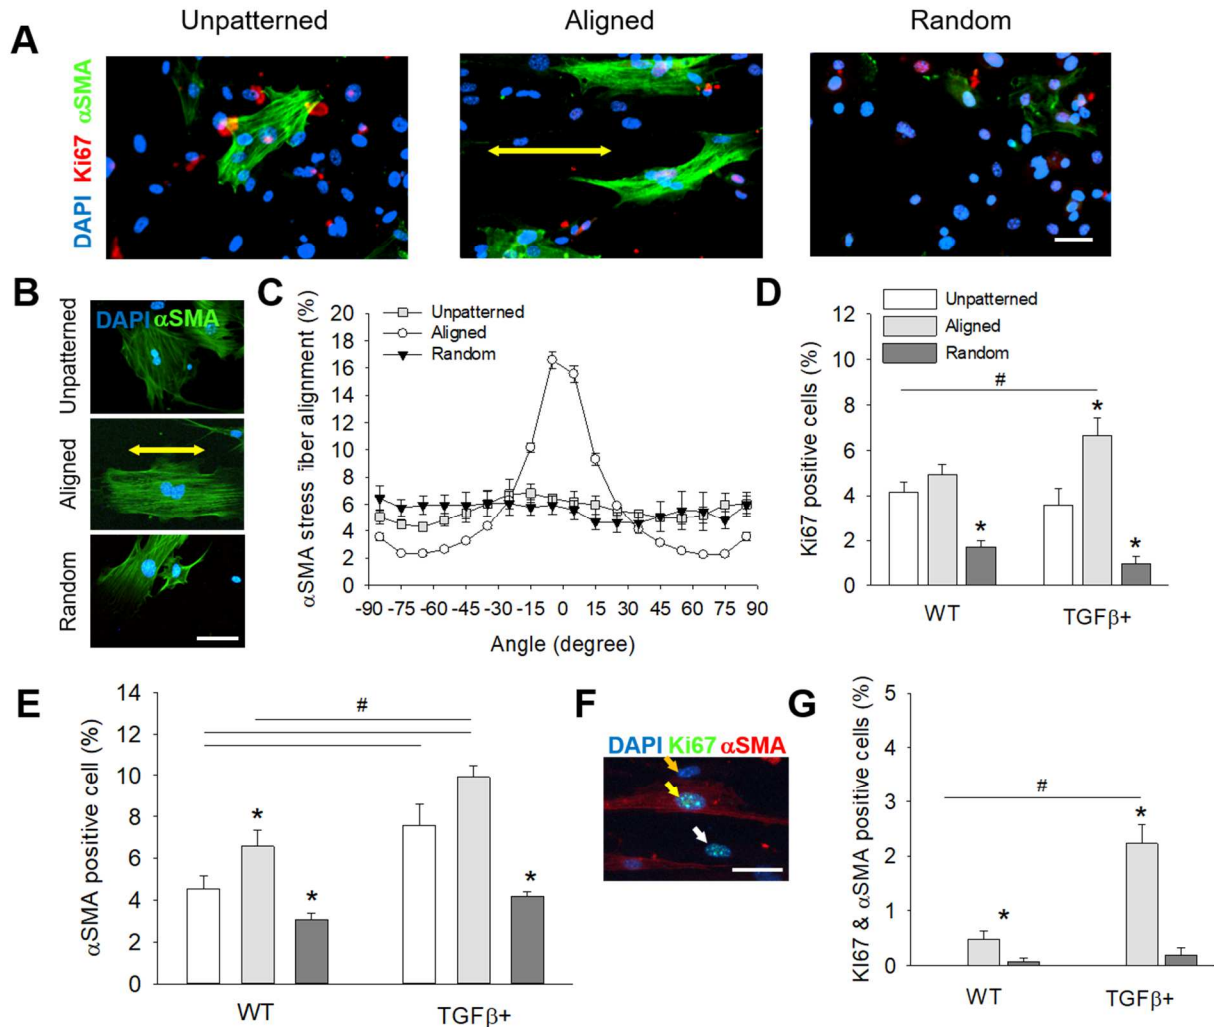 Unpatterned Aligned Random
A
DAPI Ki67 αSMA
B
DAPI αSMA
Unpatterned
Aligned
Random
C
Unpatterned
Aligned
Random
αSMA stress fiber alignment (%)
20
18
16
14
12
10
8
6
4
2
0
-90 -75 -60 -45 -30 -15 0 15 30 45 60 75 90
Angle (degree)
D
Unpatterned
Aligned
Random
Ki67 positive cells (%)
12
10
8
6
4
2
0
#
*
*
*
WT TGFβ+
E
αSMA positive cell (%)
14
12
10
8
6
4
2
0
#
*
*
*
WT TGFβ+
F
DAPI Ki67 αSMA
G
KI67 & αSMA positive cells (%)
5
4
3
2
1
0
#
*
*
WT TGFβ+